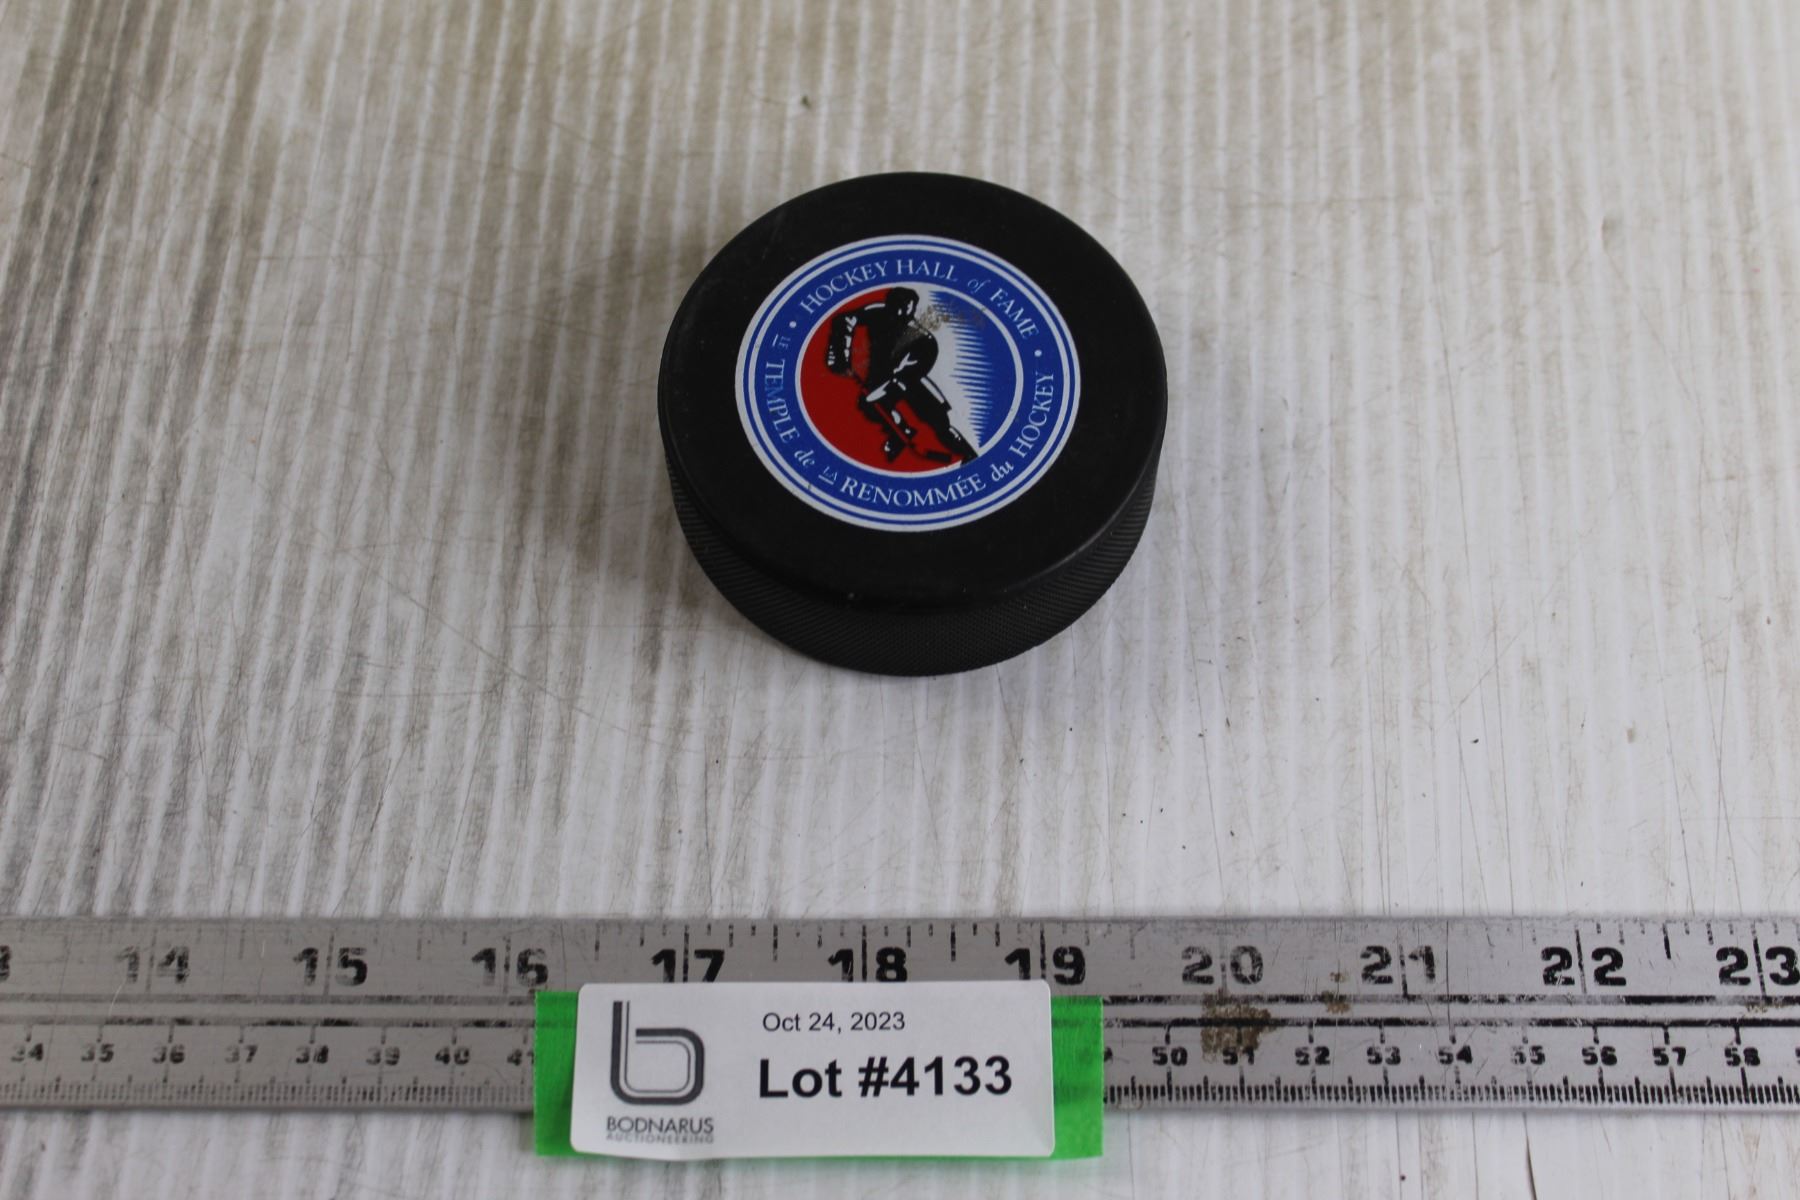 HOCKEY HALL of FAME •
LE TEMPLE de LA RENOMMÉE du HOCKEY •
14 15 16 17 18 19 20 21 22 23
34 35 36 37 38 39 40 50 51 52 53 54 55 56 57 58
Oct 24, 2023
Lot #4133
BODNARUS
AUCTIONEERING